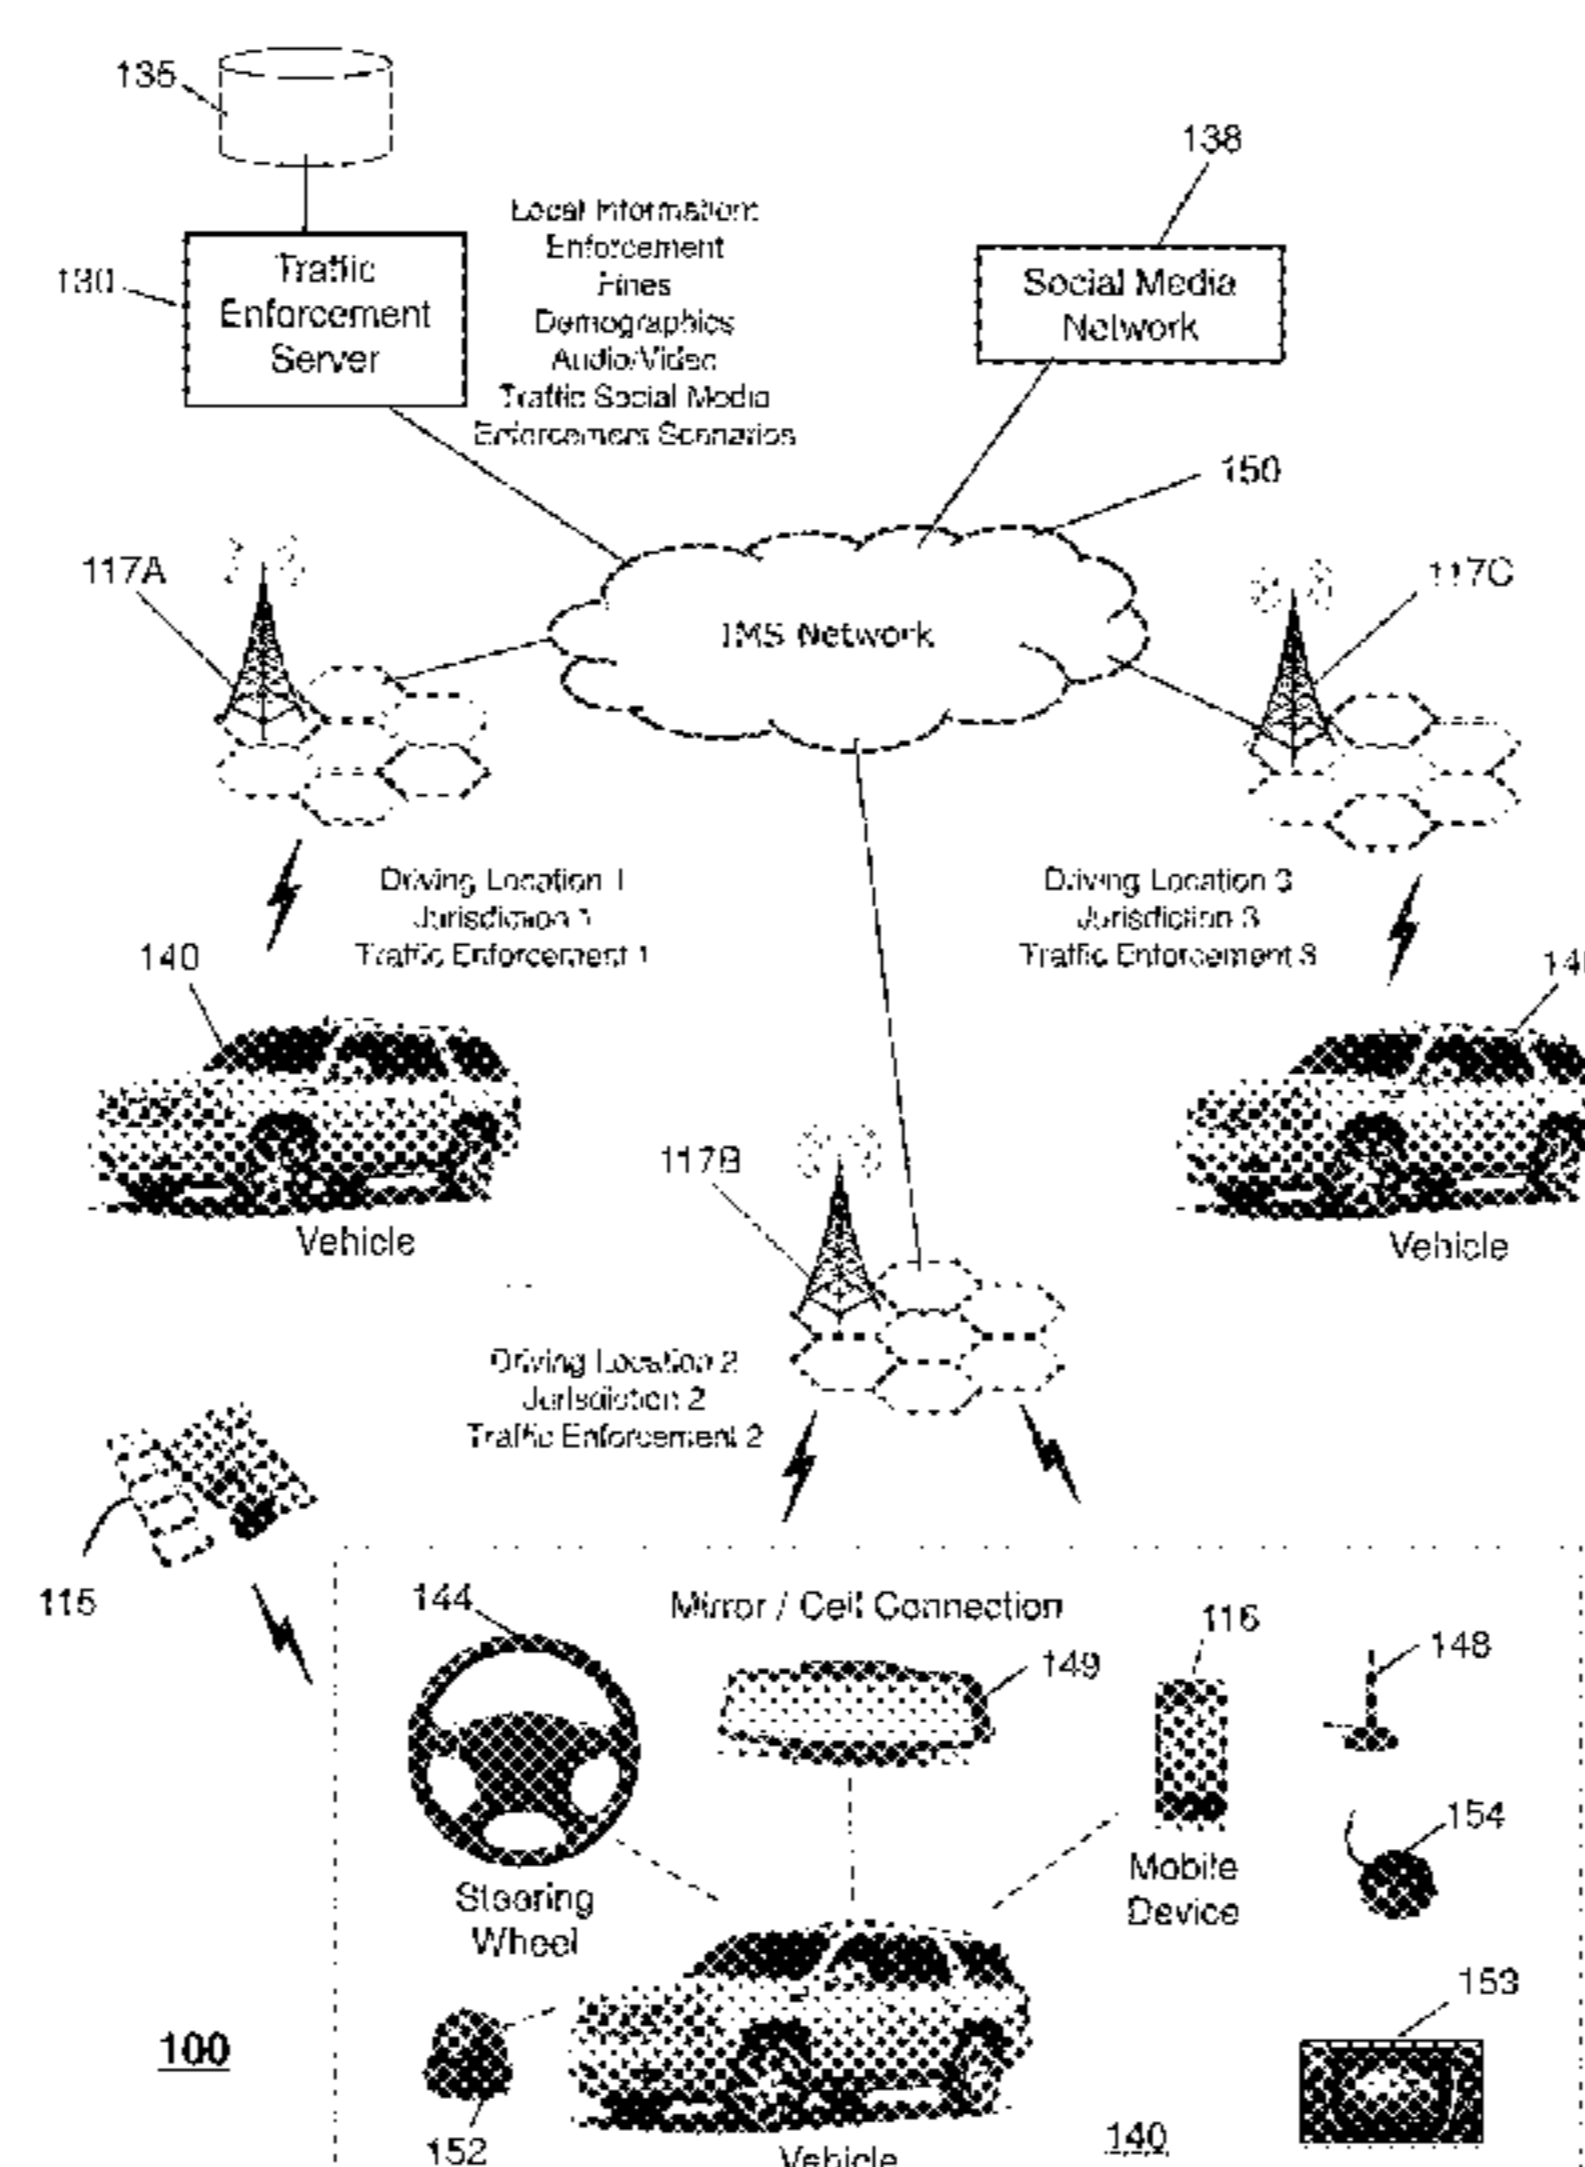 135
138
Local Information:
Enforcement
Fines
Demographics
Audio/Video
Traffic Social Media
Enforcement Scenarios
130
Traffic
Enforcement
Server
Social Media
Network
150
117A
117C
IMS Network
Driving Location 1
Jurisdiction 1
Traffic Enforcement 1
Driving Location 3
Jurisdiction 3
Traffic Enforcement 3
140
Vehicle
Vehicle
117B
Driving Location 2
Jurisdiction 2
Traffic Enforcement 2
115
144
Mirror / Cell Connection
116
148
149
154
Mobile
Device
Steering
Wheel
153
100
152
140
Vehicle